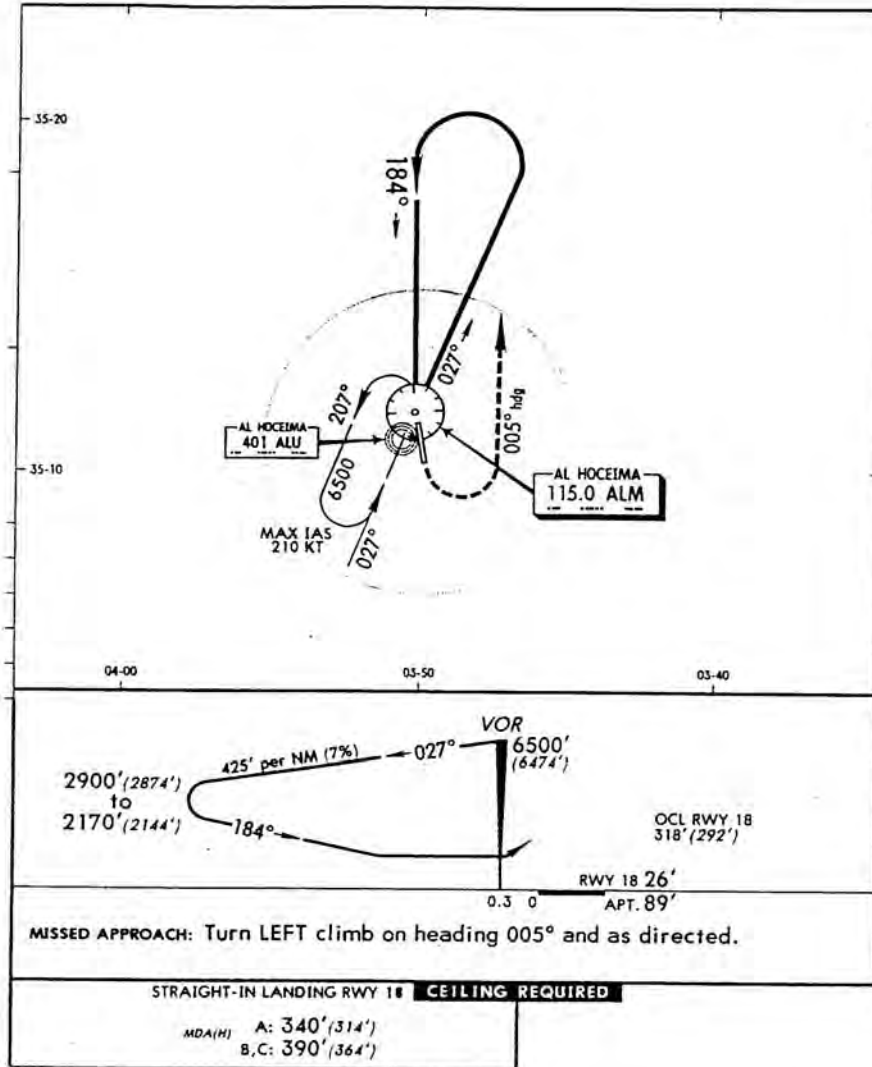 35-20
184°
027°
207°
005° hdg
AL HOCEIMA
401 ALU
6500
35-10
AL HOCEIMA
115.0 ALM
MAX IAS
210 KT
027°
04-00
03-50
03-40
VOR
425' per NM (7%)
027°
6500'
(6474')
2900'(2874')
to
2170'(2144')
184°
OCL RWY 18
318'(292')
RWY 18 26'
0.3 0
APT. 89'
MISSED APPROACH: Turn LEFT climb on heading 005° and as directed.
STRAIGHT-IN LANDING RWY 18 CEILING REQUIRED
MDA(H) A: 340'(314')
B,C: 390'(364')